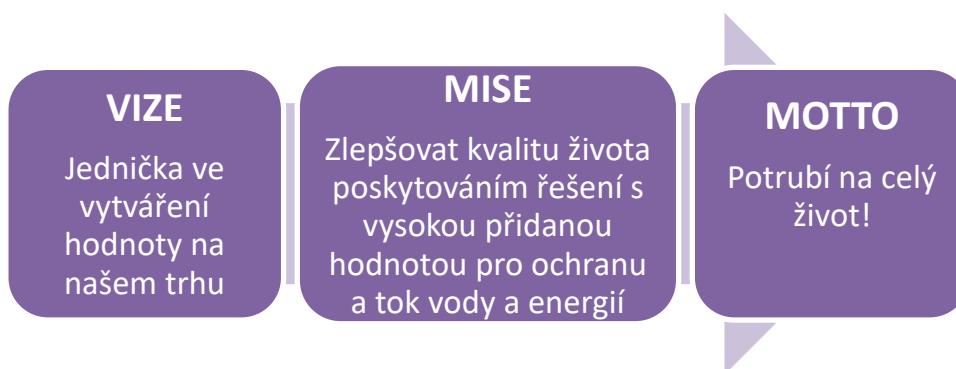 VIZE
Jednička ve
vytváření
hodnoty na
našem trhu
MISE
Zlepšovat kvalitu života
poskytováním řešení s
vysokou přidanou
hodnotou pro ochranu
a tok vody a energií
MOTTO
Potrubí na celý
život!